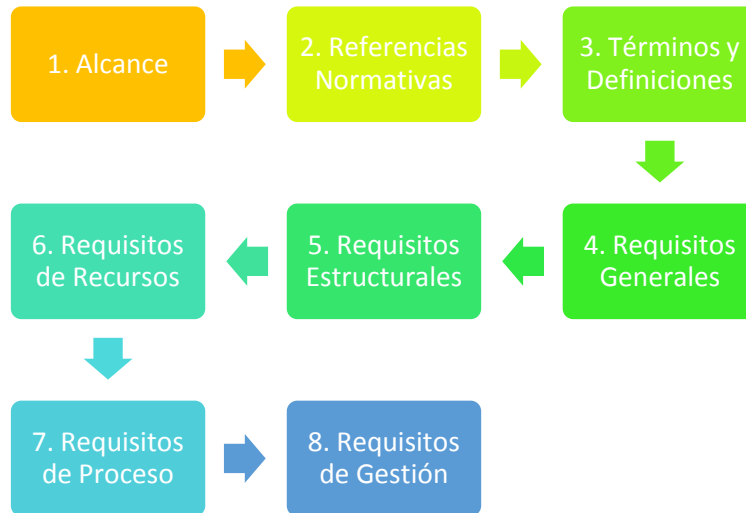 1. Alcance
2. Referencias
Normativas
3. Términos y
Definiciones
4. Requisitos
Generales
5. Requisitos
Estructurales
6. Requisitos
de Recursos
7. Requisitos
de Proceso
8. Requisitos
de Gestión